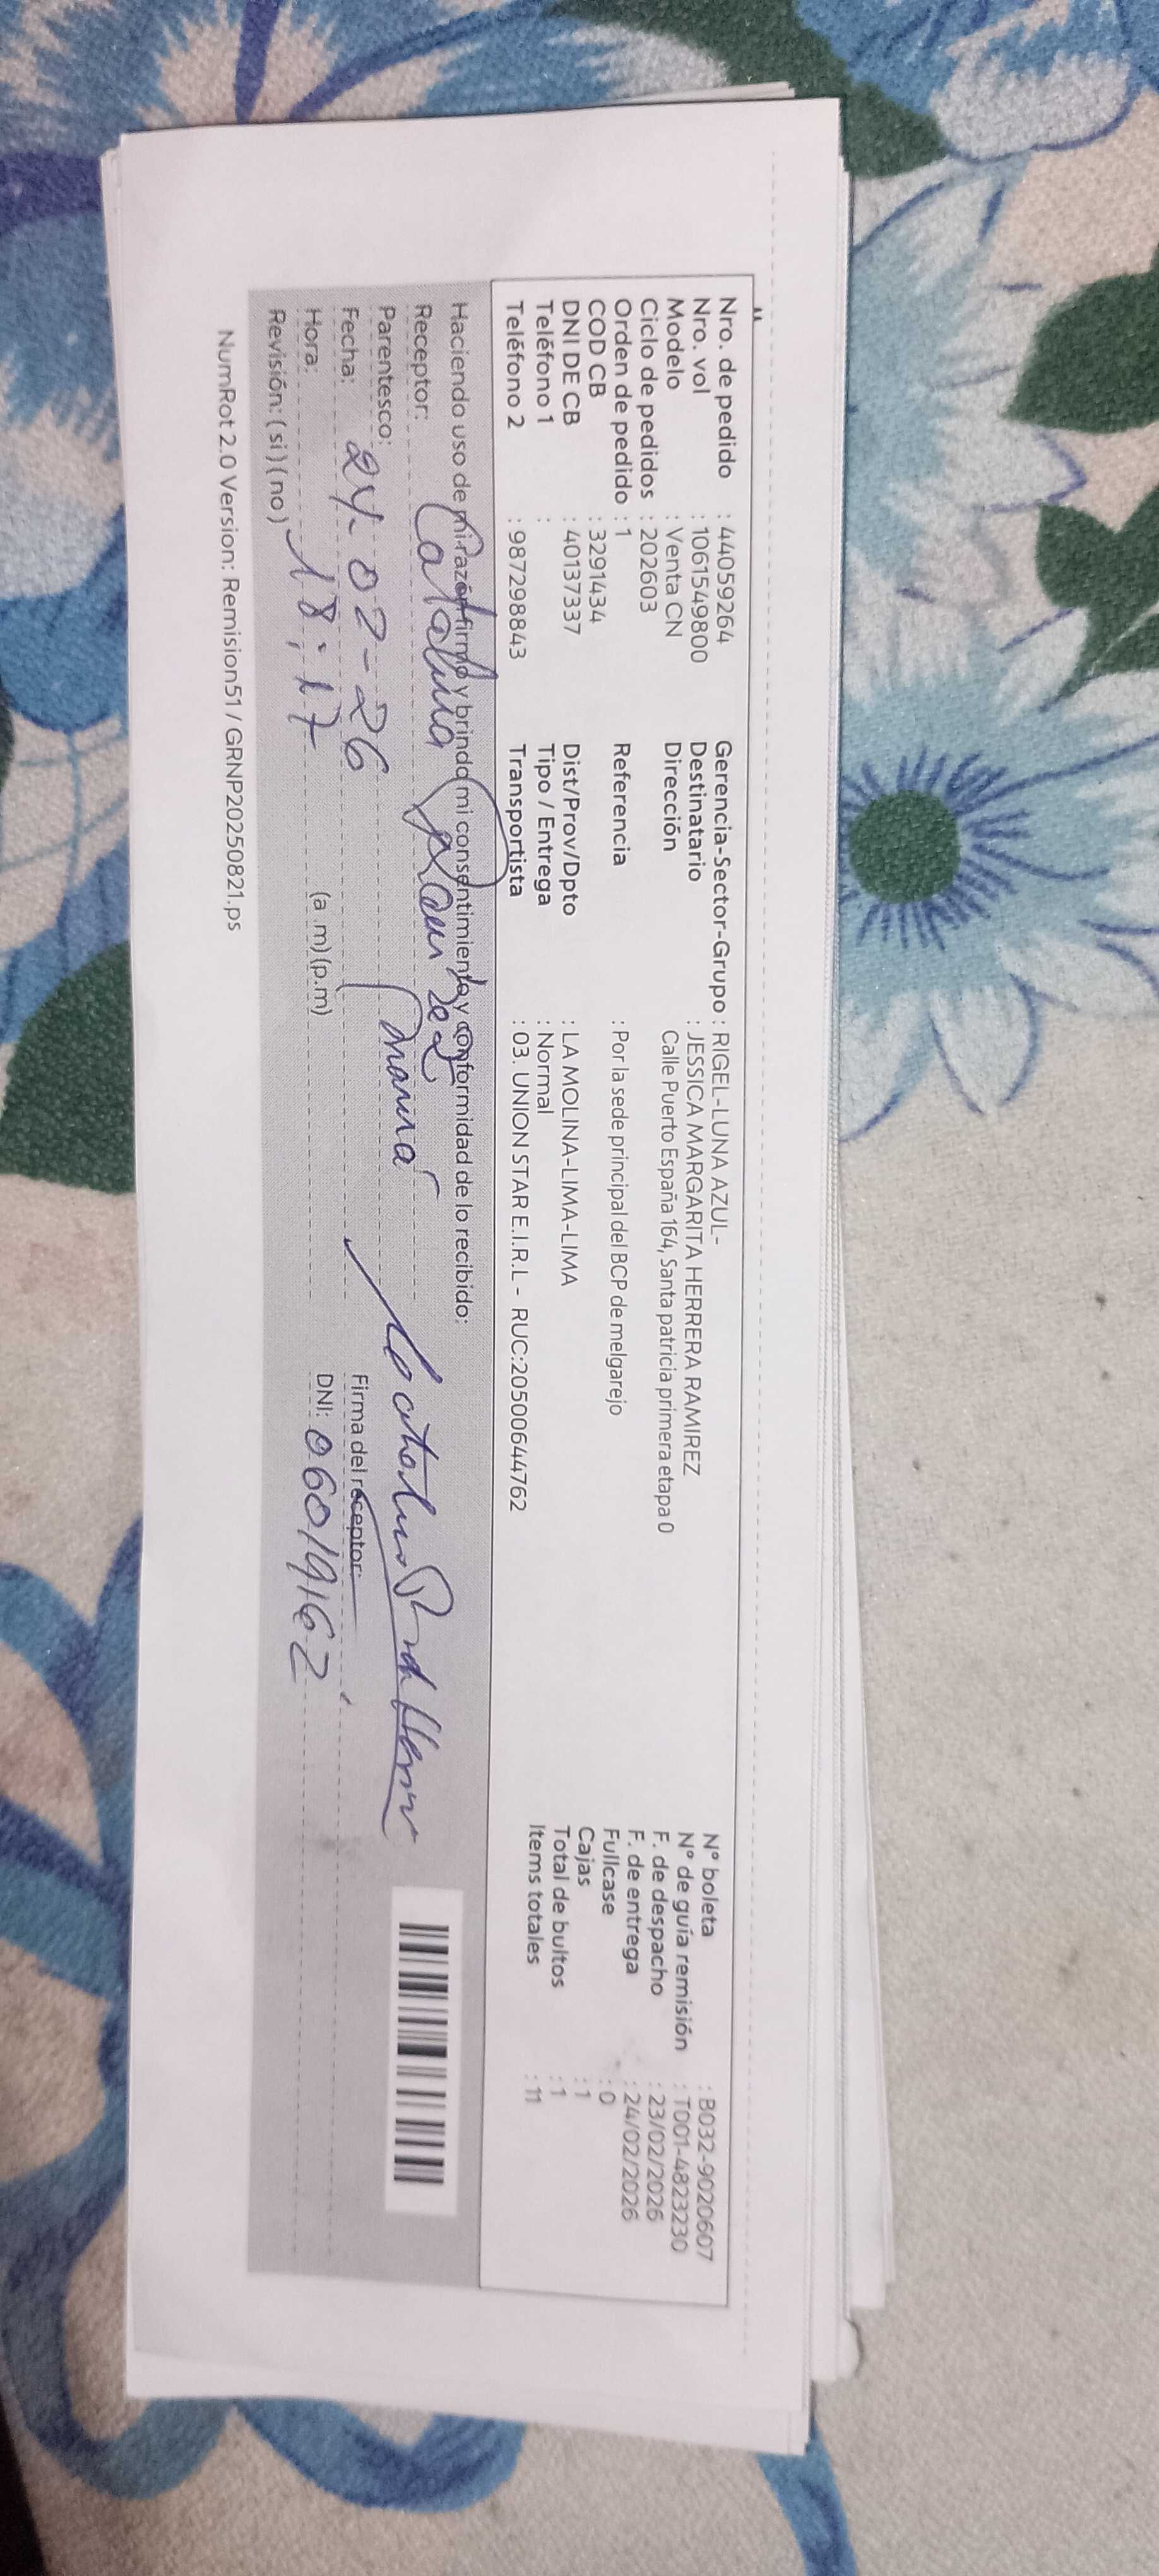 Nro. de pedido : 44059264
Nro. vol : 1061549800
Modelo : Venta CN
Ciclo de pedidos : 202603
Orden de pedido : 1
COD CB : 3291434
DNI DE CB : 40137337
Teléfono 1 :
Teléfono 2 : 987298843
Gerencia-Sector-Grupo : RIGEL-LUNA AZUL-
Destinatario : JESSICA MARGARITA HERRERA RAMIREZ
Dirección Calle Puerto España 164, Santa patricia primera etapa 0
Referencia : Por la sede principal del BCP de melgarejo
Dist/Prov/Dpto : LA MOLINA-LIMA-LIMA
Tipo / Entrega : Normal
Transportista : 03. UNION STAR E.I.R.L - RUC:20500644762
N° boleta : B032-9020607
N° de guía remisión : T001-4823230
F. de despacho : 23/02/2026
F. de entrega : 24/02/2026
Fullcase : 0
Cajas : 1
Total de bultos : 1
Items totales : 11
Haciendo uso de mi razón firmo y brindo mi consentimiento y conformidad de lo recibido:
Receptor: Catalina
Parentesco: mamá
Fecha: 24-02-26
Hora: 18:17 (a .m) (p.m)
Revisión: ( si ) ( no )
Firma del receptor:
DNI: 06019162
NumRot 2.0 Version: Remision51 / GRNP20250821.ps